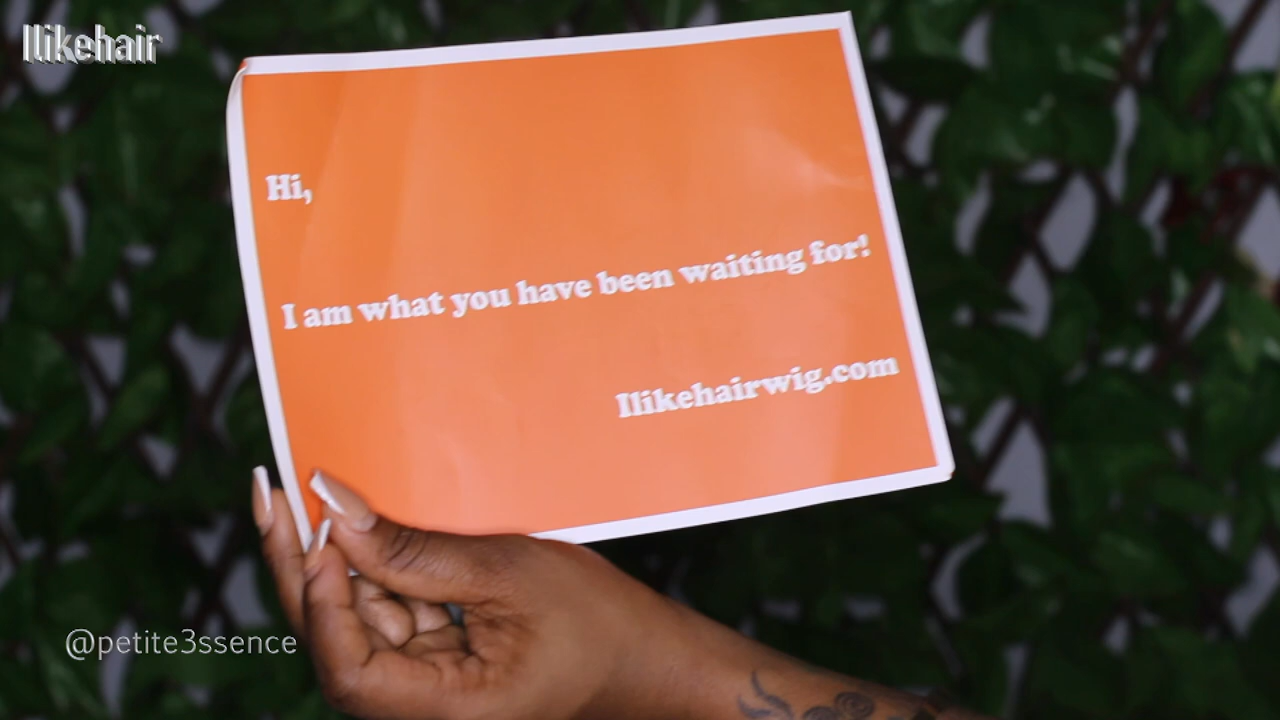 Ilikehair
Hi,
I am what you have been waiting for!
Ilikehairwig.com
@petite3ssence